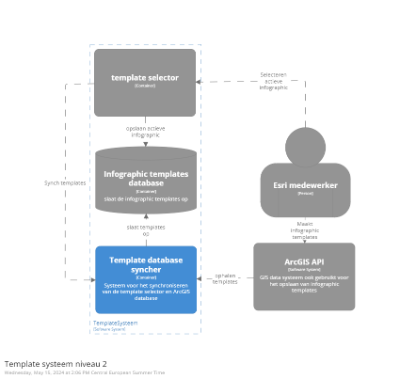 template selector
[Container]
Selecteren
actieve
infographic
opslaan actieve
infographic
Infographic templates
database
[Container]
slaat de infographic templates op
Synch templates
Esri medewerker
[Person]
slaat templates
op
Maakt
infographic
templates
Template database
syncher
[Container]
Systeem voor het synchroniseren
van de template selector en ArcGIS
database
ophalen
templates
ArcGIS API
[Software System]
GIS data systeem ook gebruikt voor
het opslaan van infographic
templates
TemplateSysteem
[Software System]
Template systeem niveau 2
Wednesday, May 15, 2024 at 3:06 PM Central European Summer Time